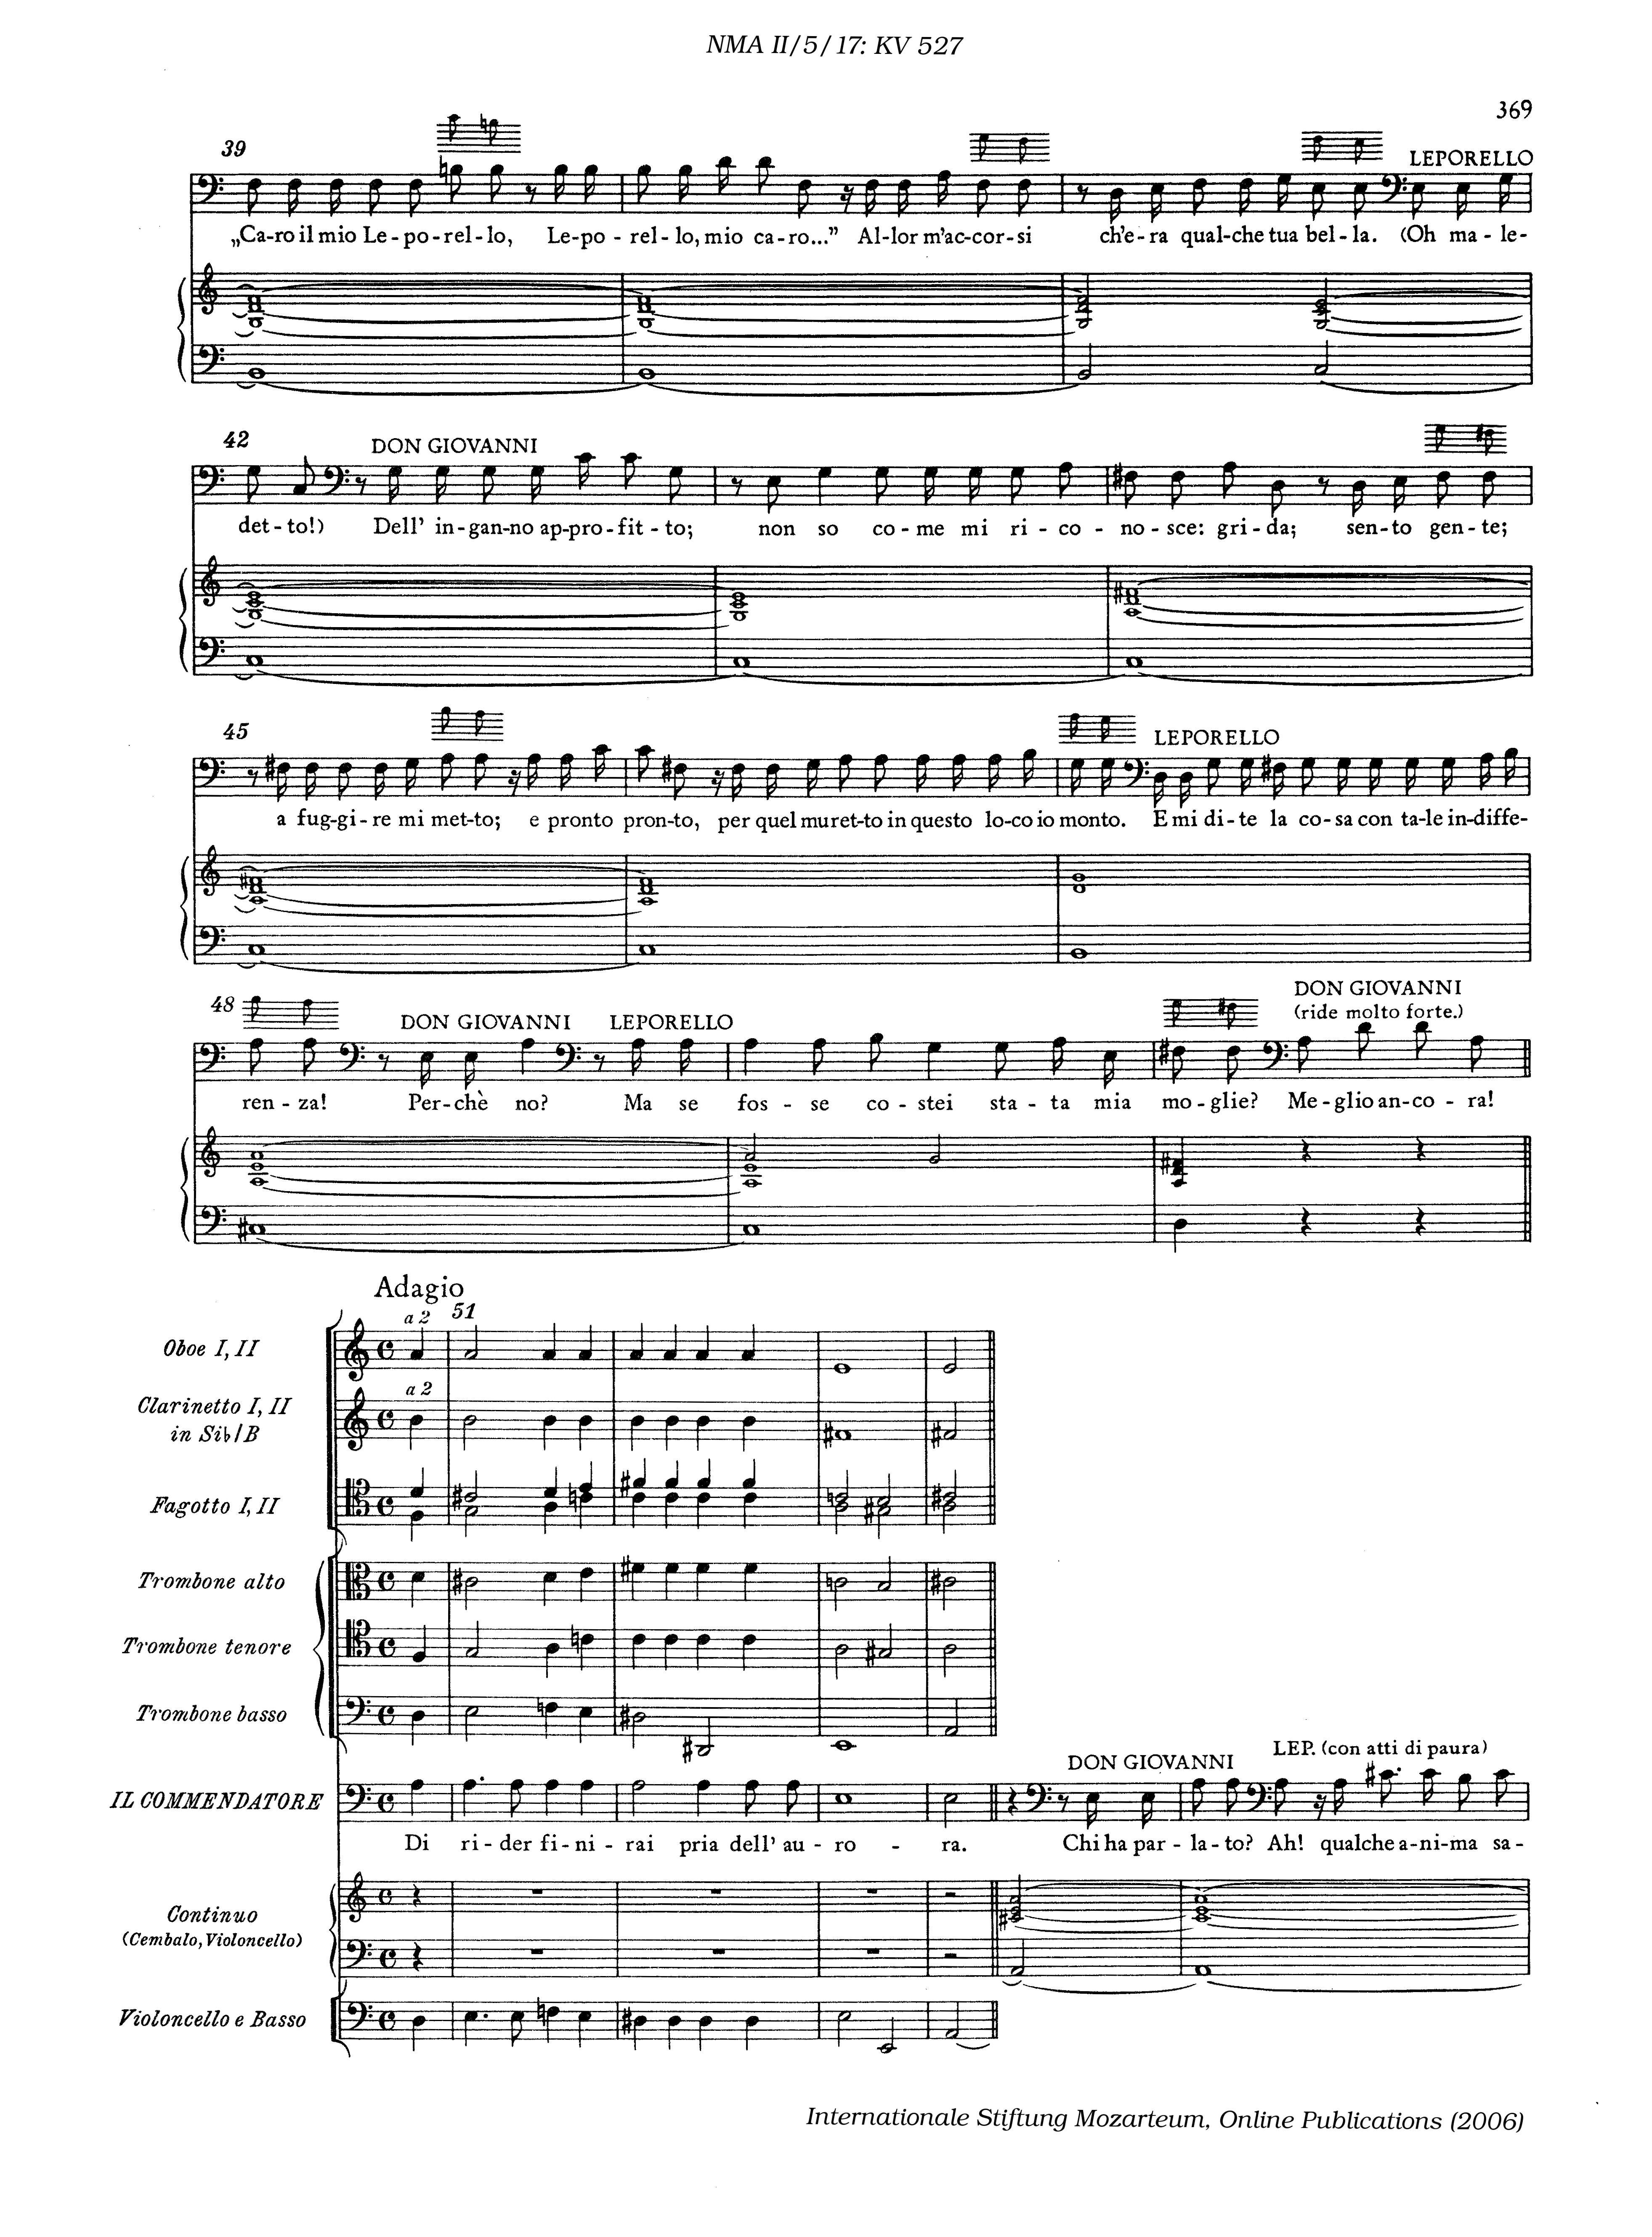 NMA II/5/17: KV 527
369
39
LEPORELLO
„Ca-ro il mio Le-po-rel-lo, Le-po-rel-lo, mio ca-ro...” Al-lor m'ac-cor-si ch'e-ra qual-che tua bel-la. (Oh ma-le-
42
DON GIOVANNI
det-to!) Dell' in-gan-no ap-pro-fit-to; non so co-me mi ri-co-no-sce: gri-da; sen-to gen-te;
45
LEPORELLO
a fug-gi-re mi met-to; e pronto pron-to, per quel muret-to in questo lo-co io monto. E mi di-te la co-sa con ta-le in-diffe-
48
DON GIOVANNI LEPORELLO DON GIOVANNI
(ride molto forte.)
ren-za! Per-chè no? Ma se fos-se co-stei sta-ta mia mo-glie? Me-glio an-co-ra!
Adagio
a 2 51
Oboe I, II
a 2
Clarinetto I, II
in Si♭/B
Fagotto I, II
Trombone alto
Trombone tenore
Trombone basso
DON GIOVANNI LEP. (con atti di paura)
IL COMMENDATORE
Di ri-der fi-ni-rai pria dell' au-ro-ra. Chi ha par-la-to? Ah! qualche a-ni-ma sa-
Continuo
(Cembalo, Violoncello)
Violoncello e Basso
Internationale Stiftung Mozarteum, Online Publications (2006)